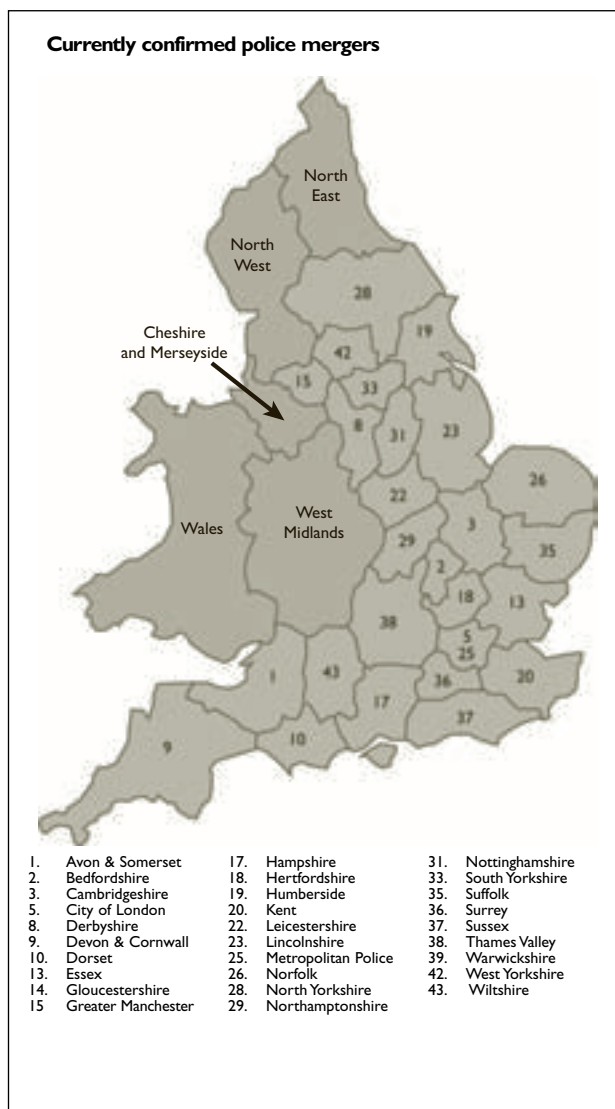 Currently confirmed police mergers
North
East
North
West
28
Cheshire
and Merseyside
19
42
15
33
8
31
23
26
22
West
Midlands
Wales
3
29
35
2
18
13
38
5
25
1
43
20
36
17
37
9
10
1. Avon & Somerset
2. Bedfordshire
3. Cambridgeshire
5. City of London
8. Derbyshire
9. Devon & Cornwall
10. Dorset
13. Essex
14. Gloucestershire
15 Greater Manchester
17. Hampshire
18. Hertfordshire
19. Humberside
20. Kent
22. Leicestershire
23. Lincolnshire
25. Metropolitan Police
26. Norfolk
28. North Yorkshire
29. Northamptonshire
31. Nottinghamshire
33. South Yorkshire
35. Suffolk
36. Surrey
37. Sussex
38. Thames Valley
39. Warwickshire
42. West Yorkshire
43. Wiltshire